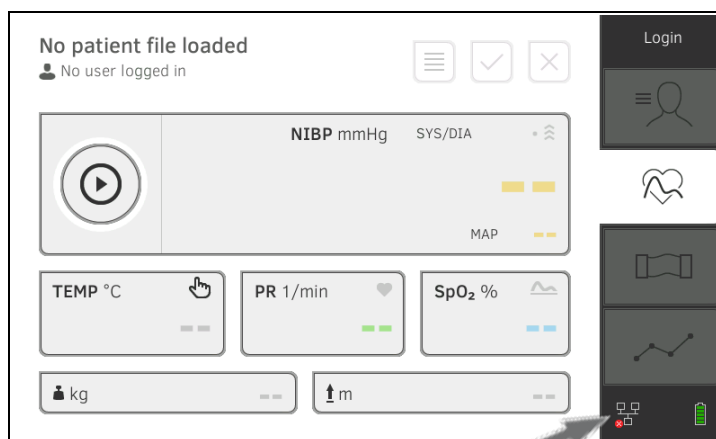 No patient file loaded
No user logged in
Login
NIBP mmHg SYS/DIA
-- --
MAP --
TEMP °C
--
PR 1/min
--
SpO₂ %
--
kg --
m --